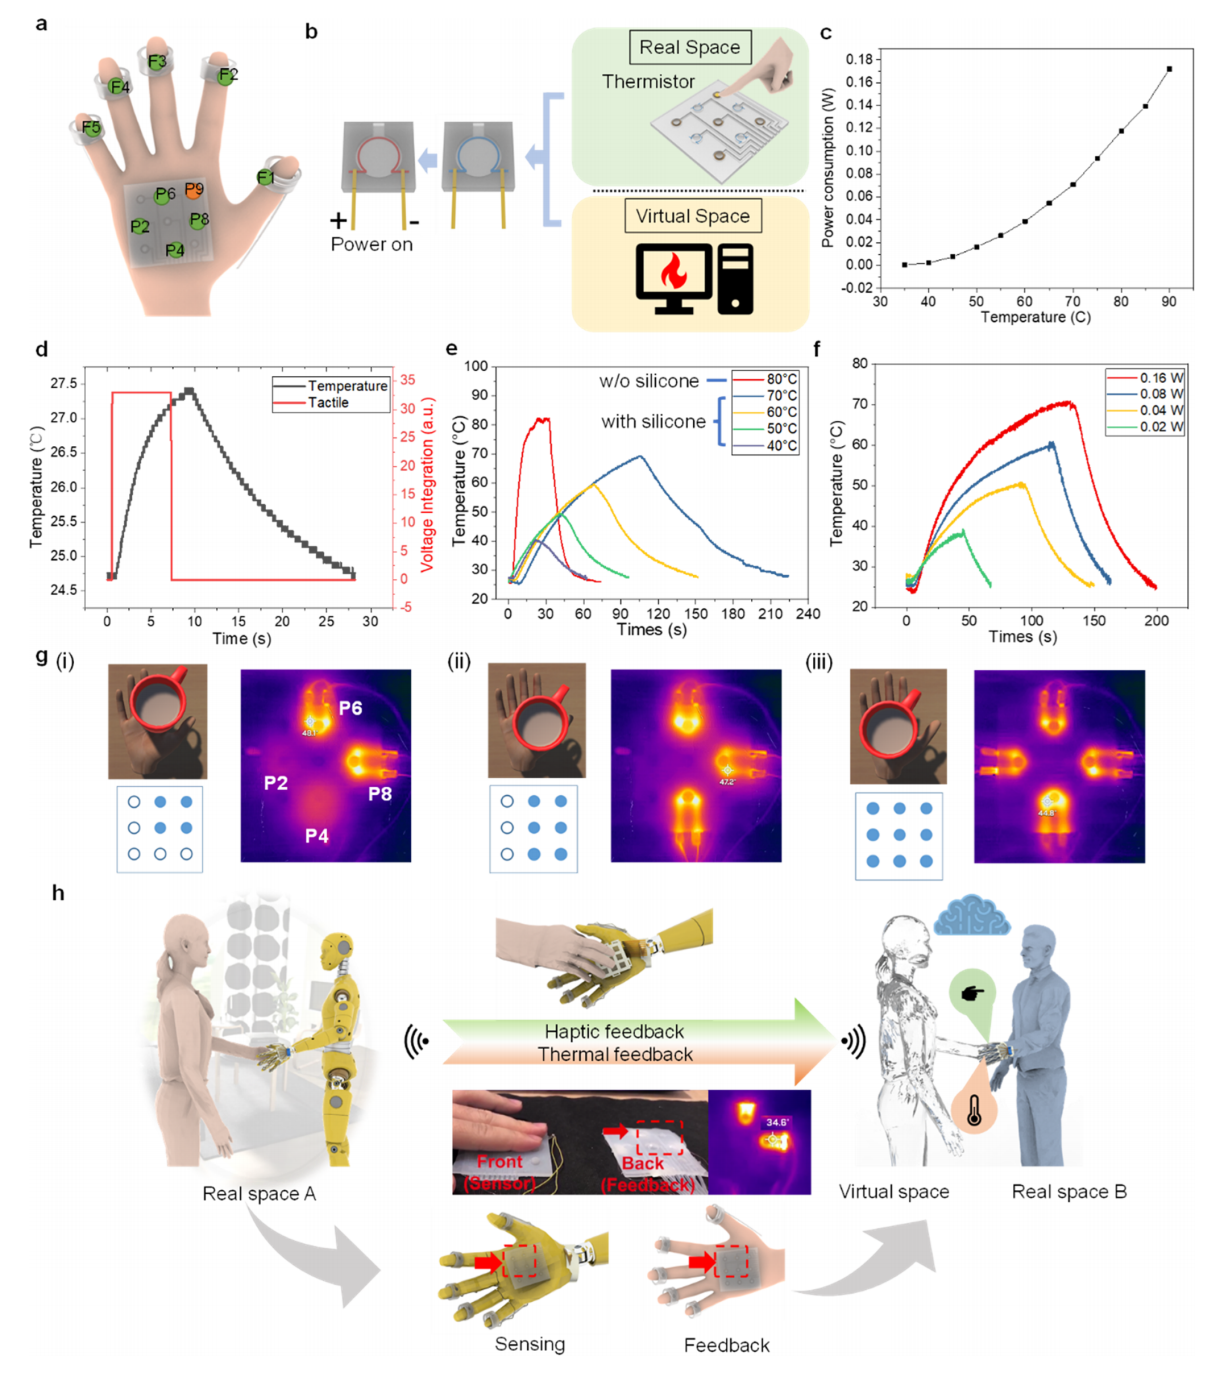 a
F3
F4
F2
F5
F1
P6
P9
P2
P8
P4
b
Real Space
Thermistor
+
-
Power on
Virtual Space
c
Power consumption (W)
0.18
0.16
0.14
0.12
0.10
0.08
0.06
0.04
0.02
0.00
-0.02
30
40
50
60
70
80
90
Temperature (C)
d
Temperature (℃)
27.5
27.0
26.5
26.0
25.5
25.0
24.5
Temperature
Tactile
35
30
25
20
15
10
5
0
-5
Voltage Integration (a.u.)
0
5
10
15
20
25
30
Time (s)
e
Temperature (°C)
100
90
80
70
60
50
40
30
20
w/o silicone
with silicone
80°C
70°C
60°C
50°C
40°C
0
30
60
90
120
150
180
210
240
Times (s)
f
Temperature (°C)
80
70
60
50
40
30
20
0.16 W
0.08 W
0.04 W
0.02 W
0
50
100
150
200
Times (s)
g
(i)
P6
P2
P8
P4
(ii)
47.2°
(iii)
44.8
h
Haptic feedback
Thermal feedback
34.6°
Front
(Sensor)
Back
(Feedback)
Real space A
Virtual space
Real space B
Sensing
Feedback